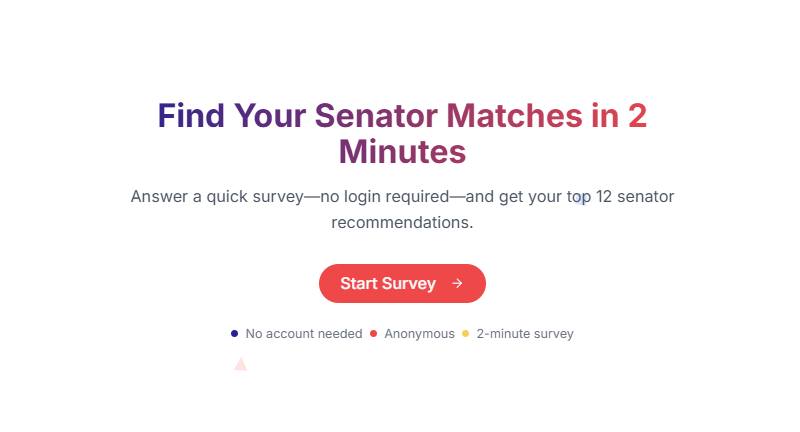 Find Your Senator Matches in 2
Minutes
Answer a quick survey—no login required—and get your top 12 senator
recommendations.
Start Survey →
No account needed Anonymous 2-minute survey